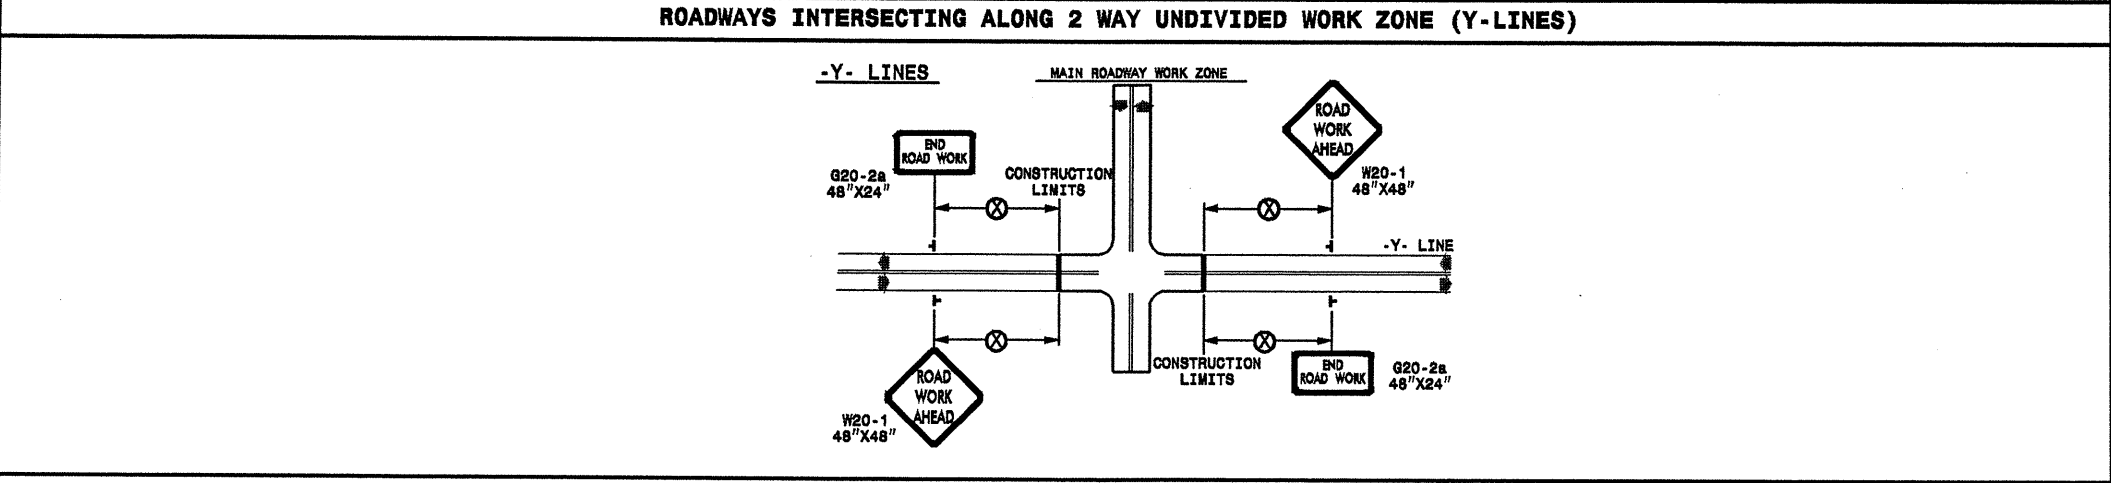 ROADWAYS INTERSECTING ALONG 2 WAY UNDIVIDED WORK ZONE (Y-LINES)
-Y- LINES
MAIN ROADWAY WORK ZONE
END
ROAD WORK
G20-2a
48"X24"
CONSTRUCTION
LIMITS
X
X
ROAD
WORK
AHEAD
W20-1
48"X48"
-Y- LINE
X
X
CONSTRUCTION
LIMITS
ROAD
WORK
AHEAD
W20-1
48"X48"
END
ROAD WORK
G20-2a
48"X24"